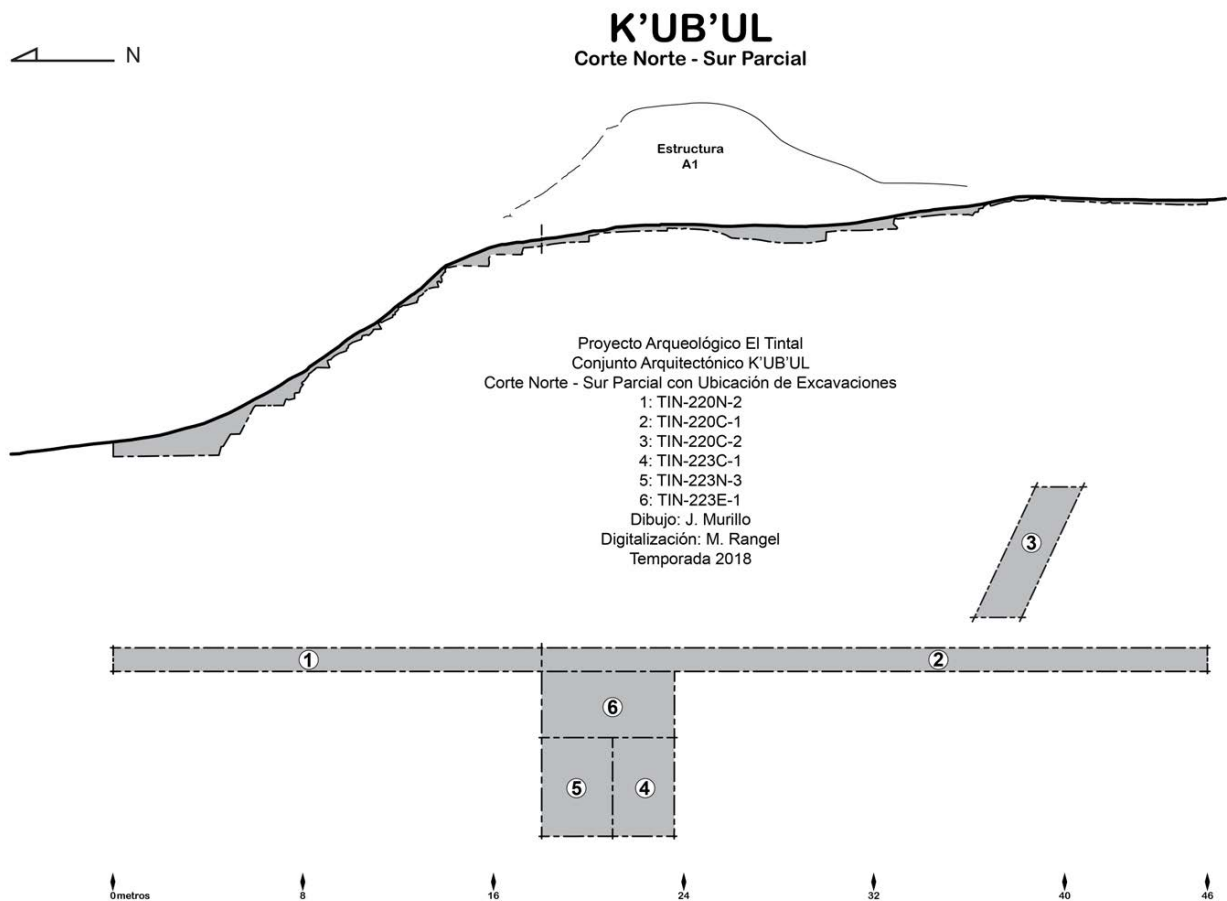 K'UB'UL
Corte Norte - Sur Parcial
N
Estructura
A1
Proyecto Arqueológico El Tintal
Conjunto Arquitectónico K'UB'UL
Corte Norte - Sur Parcial con Ubicación de Excavaciones
1: TIN-220N-2
2: TIN-220C-1
3: TIN-220C-2
4: TIN-223C-1
5: TIN-223N-3
6: TIN-223E-1
Dibujo: J. Murillo
Digitalización: M. Rangel
Temporada 2018
3
1
2
6
5
4
0metros
8
16
24
32
40
46